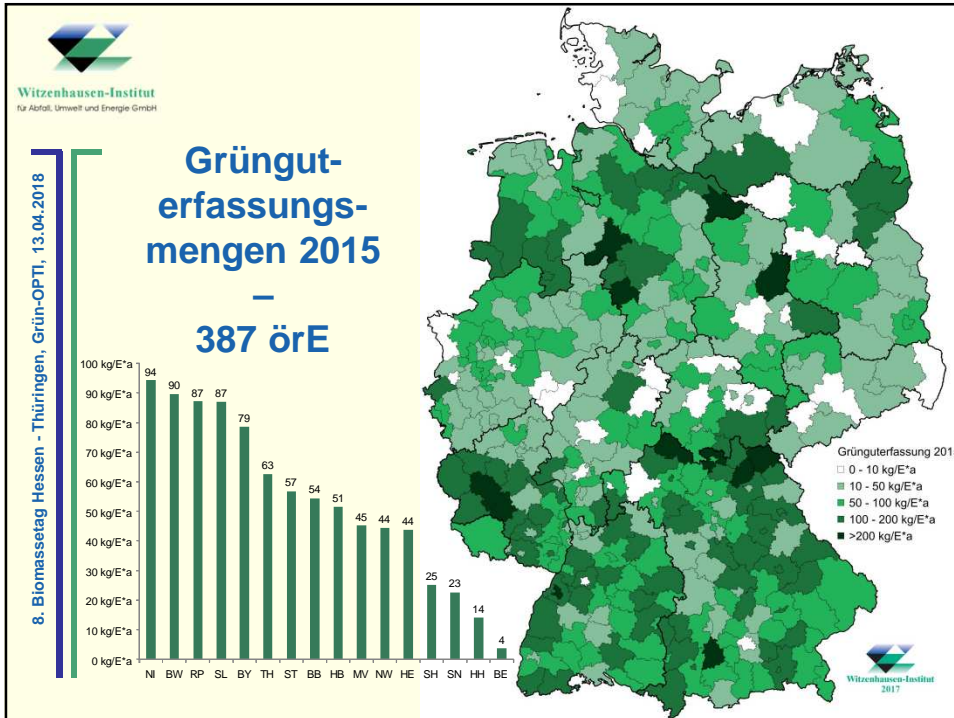 Witzenhausen-Institut
für Abfall, Umwelt und Energie GmbH
8. Biomassetag Hessen - Thüringen, Grün-OPTI, 13.04.2018
Grüngut-
erfassungs-
mengen 2015
–
387 örE
100 kg/E*a
90 kg/E*a
80 kg/E*a
70 kg/E*a
60 kg/E*a
50 kg/E*a
40 kg/E*a
30 kg/E*a
20 kg/E*a
10 kg/E*a
0 kg/E*a
94 90 87 87 79 63 57 54 51 45 44 44 25 23 14 4
NI BW RP SL BY TH ST BB HB MV NW HE SH SN HH BE
Grünguterfassung 201
0 - 10 kg/E*a
10 - 50 kg/E*a
50 - 100 kg/E*a
100 - 200 kg/E*a
>200 kg/E*a
Witzenhausen-Institut
2017